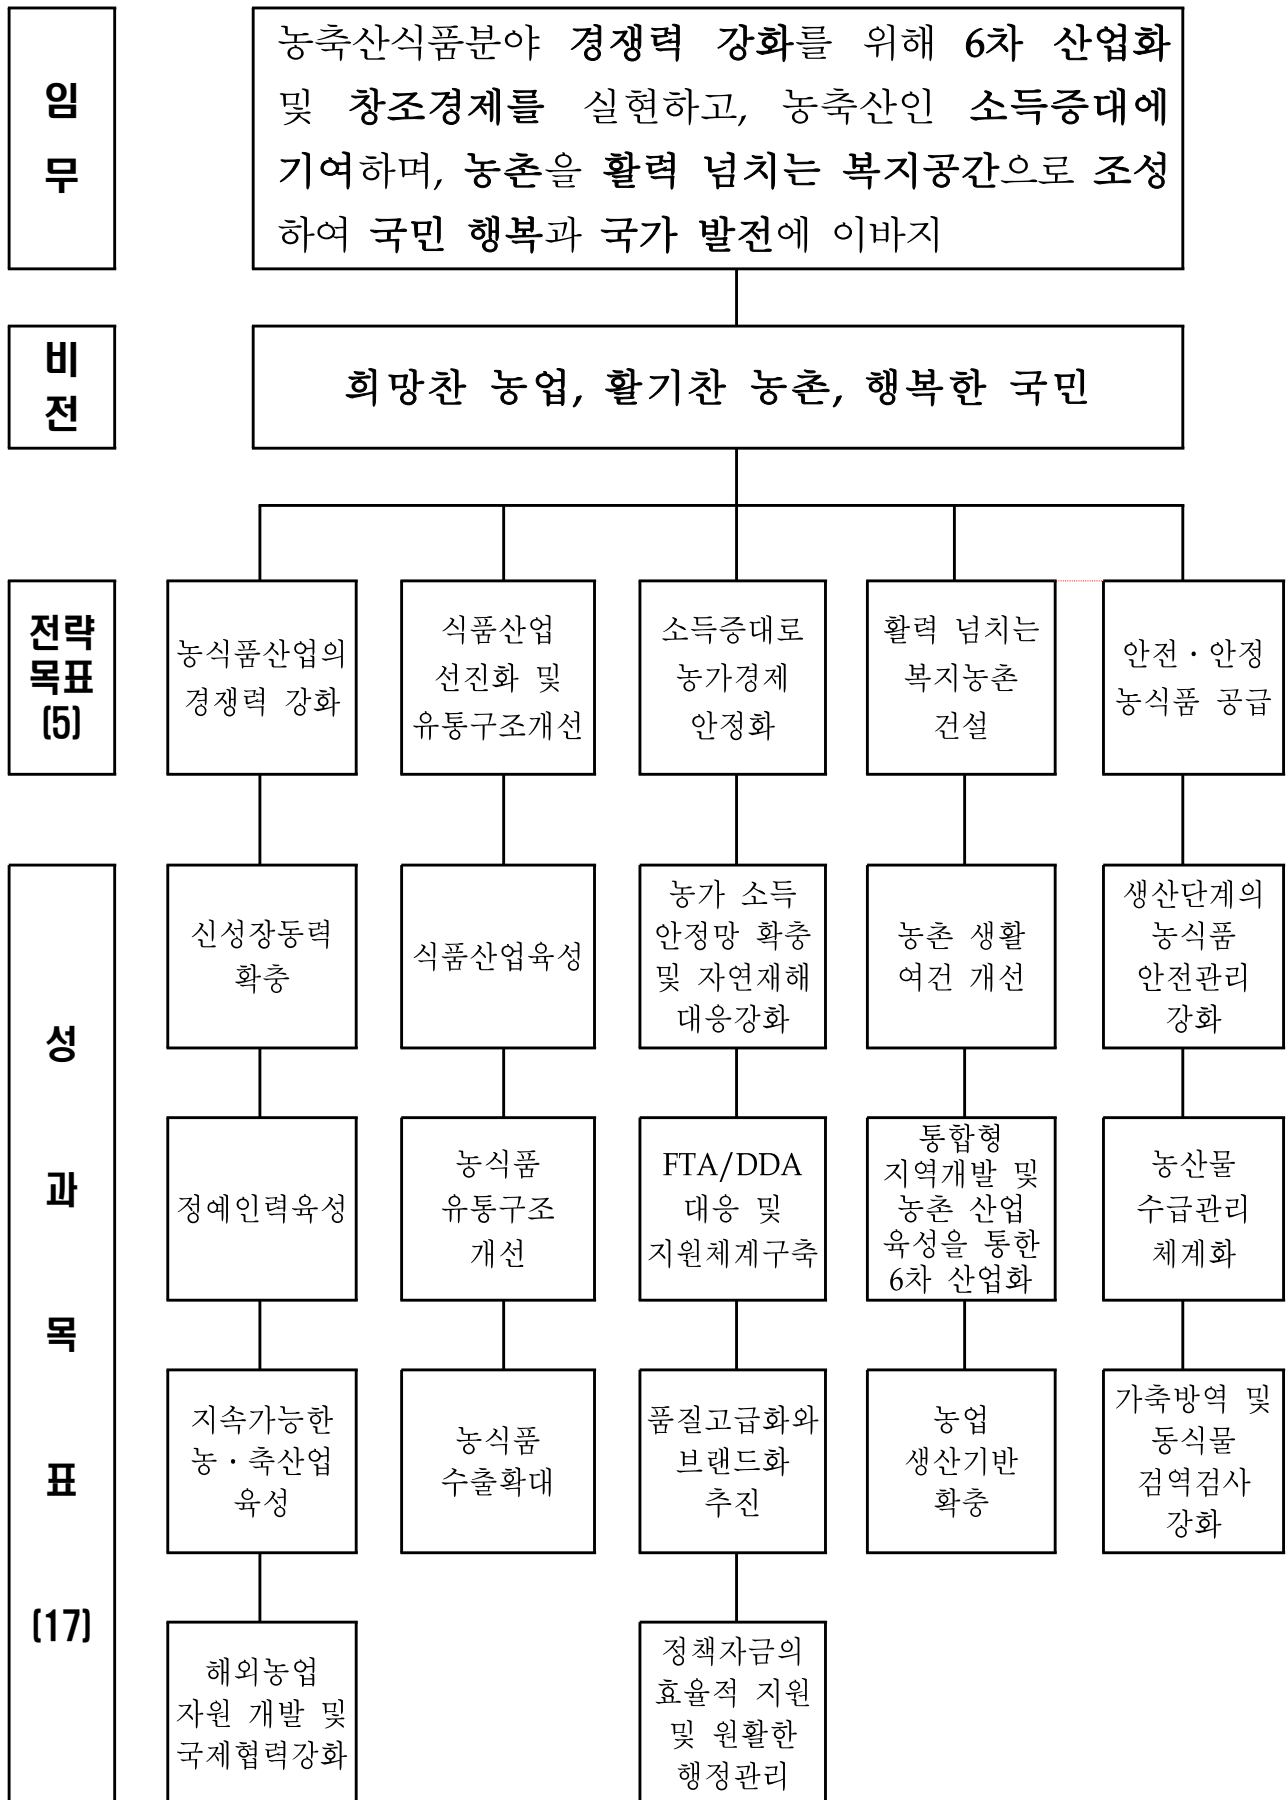 임
무
농축산식품분야 경쟁력 강화를 위해 6차 산업화
및 창조경제를 실현하고, 농축산인 소득증대에
기여하며, 농촌을 활력 넘치는 복지공간으로 조성
하여 국민 행복과 국가 발전에 이바지
비
전
희망찬 농업, 활기찬 농촌, 행복한 국민
전략
목표
(5)
농식품산업의
경쟁력 강화
식품산업
선진화 및
유통구조개선
소득증대로
농가경제
안정화
활력 넘치는
복지농촌
건설
안전·안정
농식품 공급
성
과
목
표
(17)
신성장동력
확충
식품산업육성
농가 소득
안정망 확충
및 자연재해
대응강화
농촌 생활
여건 개선
생산단계의
농식품
안전관리
강화
정예인력육성
농식품
유통구조
개선
FTA/DDA
대응 및
지원체계구축
통합형
지역개발 및
농촌 산업
육성을 통한
6차 산업화
농산물
수급관리
체계화
지속가능한
농·축산업
육성
농식품
수출확대
품질고급화와
브랜드화
추진
농업
생산기반
확충
가축방역 및
동식물
검역검사
강화
해외농업
자원 개발 및
국제협력강화
정책자금의
효율적 지원
및 원활한
행정관리